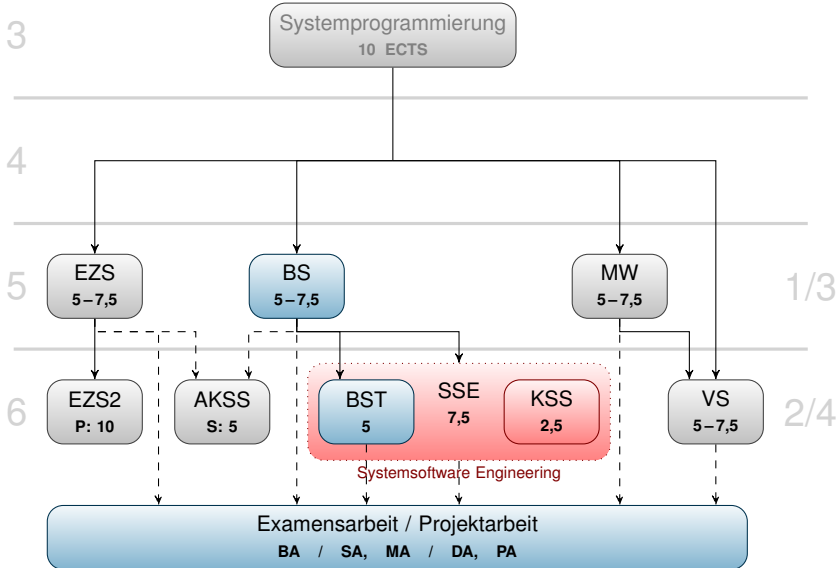 3
Systemprogrammierung
10 ECTS
4
5
EZS
5–7,5
BS
5–7,5
MW
5–7,5
1/3
6
EZS2
P: 10
AKSS
S: 5
BST
5
SSE
7,5
KSS
2,5
VS
5–7,5
2/4
Systemsoftware Engineering
Examensarbeit / Projektarbeit
BA / SA, MA / DA, PA